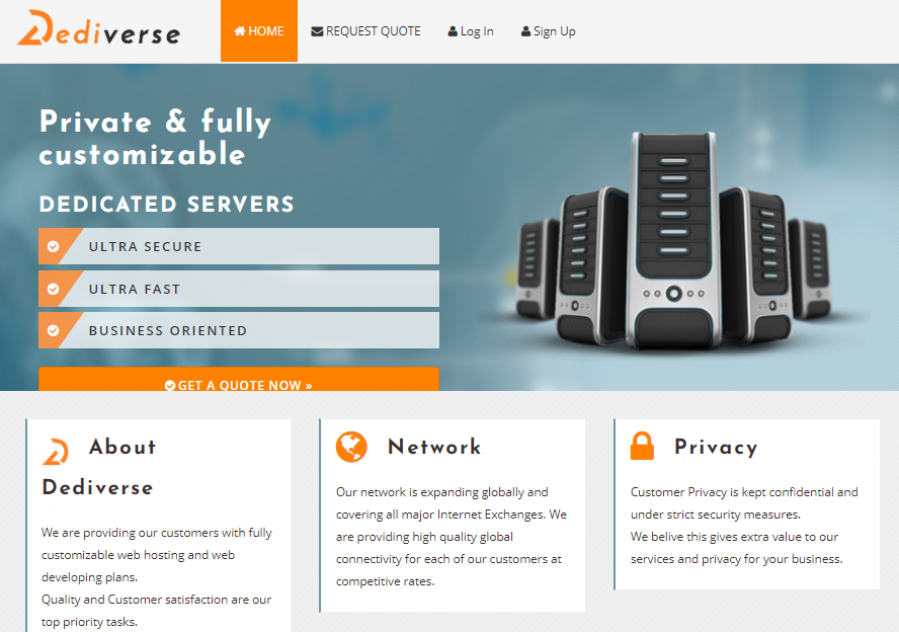 Dediverse
HOME
REQUEST QUOTE
Log In
Sign Up
Private & fully
customizable
DEDICATED SERVERS
ULTRA SECURE
ULTRA FAST
BUSINESS ORIENTED
GET A QUOTE NOW »
About
Dediverse
We are providing our customers with fully
customizable web hosting and web
developing plans.
Quality and Customer satisfaction are our
top priority tasks.
Network
Our network is expanding globally and
covering all major Internet Exchanges. We
are providing high quality global
connectivity for each of our customers at
competitive rates.
Privacy
Customer Privacy is kept confidential and
under strict security measures.
We belive this gives extra value to our
services and privacy for your business.